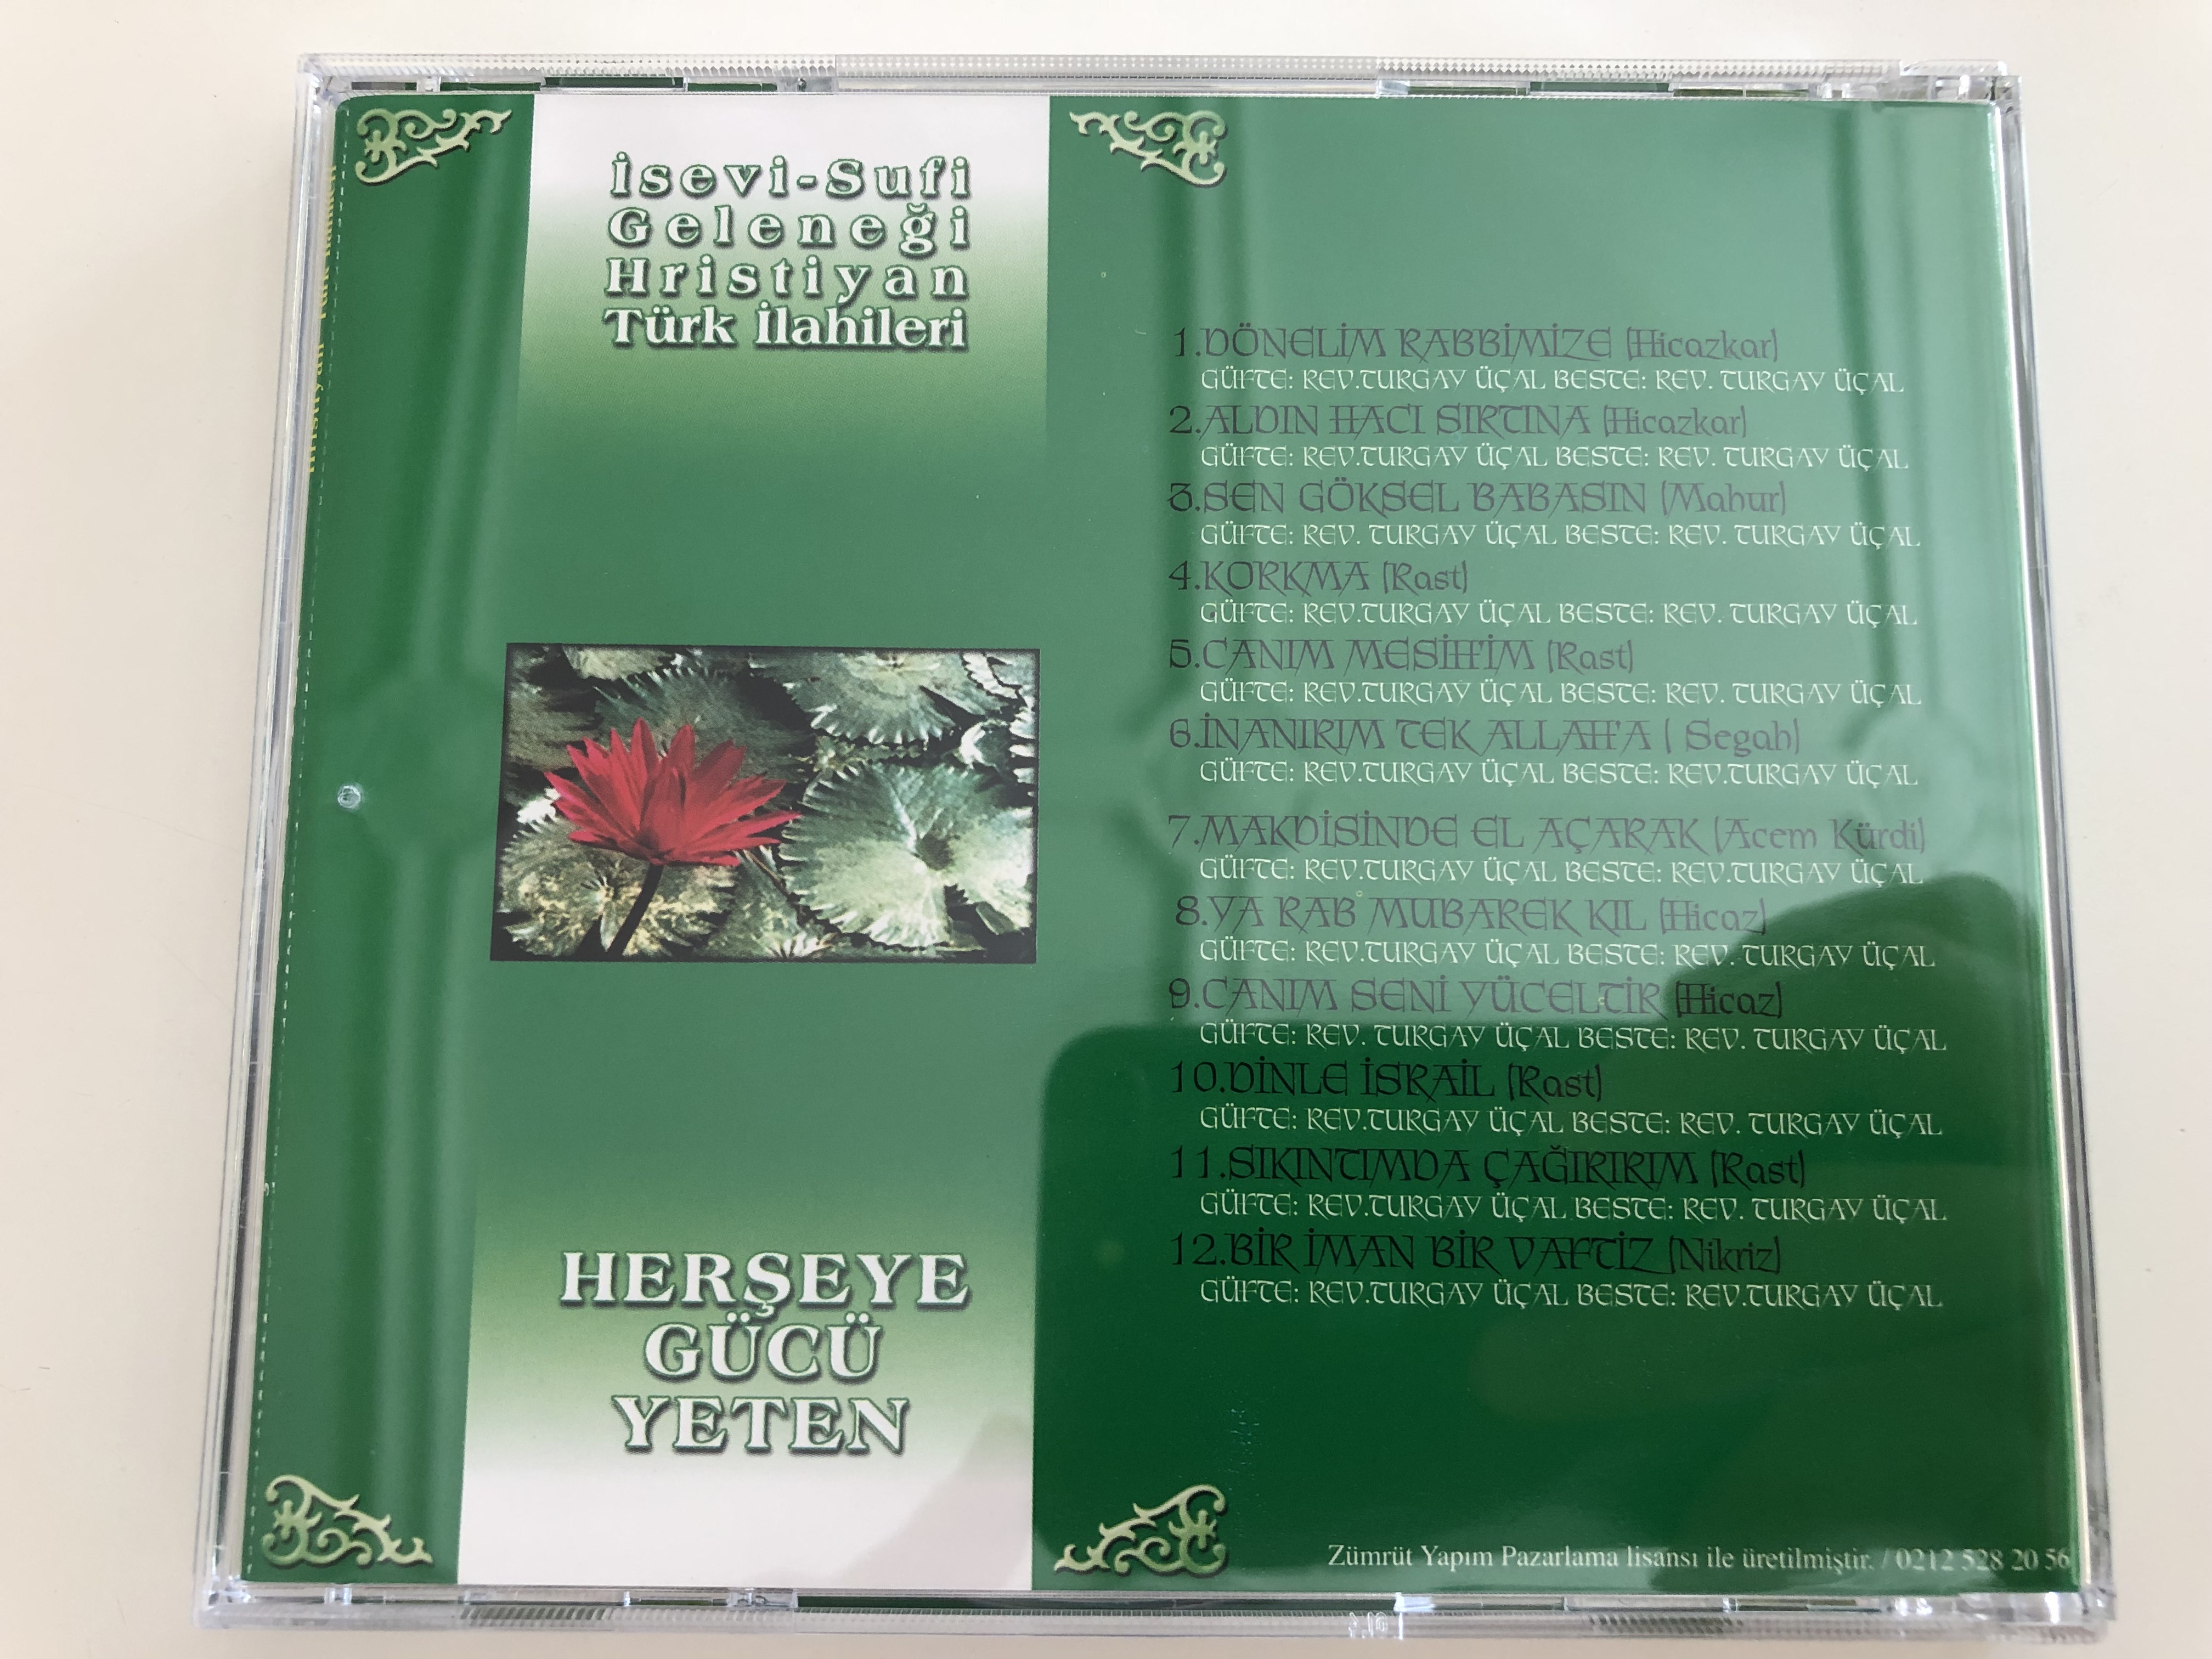 Hristiyan Türk İlahileri
İsevi-Sufi
Geleneği
Hristiyan
Türk İlahileri
HERŞEYE
GÜCÜ
YETEN
1.DÖNELİM RABBİMİZE (Hicazkar)
GÜFTE: REV.TURGAY ÜÇAL BESTE: REV. TURGAY ÜÇAL
2.ALDIN HACI SIRTINA (Hicazkar)
GÜFTE: REV.TURGAY ÜÇAL BESTE: REV. TURGAY ÜÇAL
3.SEN GÖKSEL BABASIN (Mahur)
GÜFTE: REV. TURGAY ÜÇAL BESTE: REV. TURGAY ÜÇAL
4.KORKMA (Rast)
GÜFTE: REV.TURGAY ÜÇAL BESTE: REV. TURGAY ÜÇAL
5.CANIM MESİH'İM (Rast)
GÜFTE: REV.TURGAY ÜÇAL BESTE: REV. TURGAY ÜÇAL
6.İNANIRIM TEK ALLAH'A ( Segah)
GÜFTE: REV.TURGAY ÜÇAL BESTE: REV.TURGAY ÜÇAL
7.MAKDİSİNDE EL AÇARAK (Acem Kürdi)
GÜFTE: REV.TURGAY ÜÇAL BESTE: REV.TURGAY ÜÇAL
8.YA RAB MUBAREK KIL (Hicaz)
GÜFTE: REV.TURGAY ÜÇAL BESTE: REV. TURGAY ÜÇAL
9.CANIM SENİ YÜCELTİR (Hicaz)
GÜFTE: REV. TURGAY ÜÇAL BESTE: REV. TURGAY ÜÇAL
10.DİNLE İSRAİL (Rast)
GÜFTE: REV.TURGAY ÜÇAL BESTE: REV. TURGAY ÜÇAL
11.SIKINTIMDA ÇAĞIRIRIM (Rast)
GÜFTE: REV.TURGAY ÜÇAL BESTE: REV. TURGAY ÜÇAL
12.BİR İMAN BİR VAFTİZ (Nikriz)
GÜFTE: REV.TURGAY ÜÇAL BESTE: REV.TURGAY ÜÇAL
Zümrüt Yapım Pazarlama lisansı ile üretilmiştir. / 0212 528 20 56